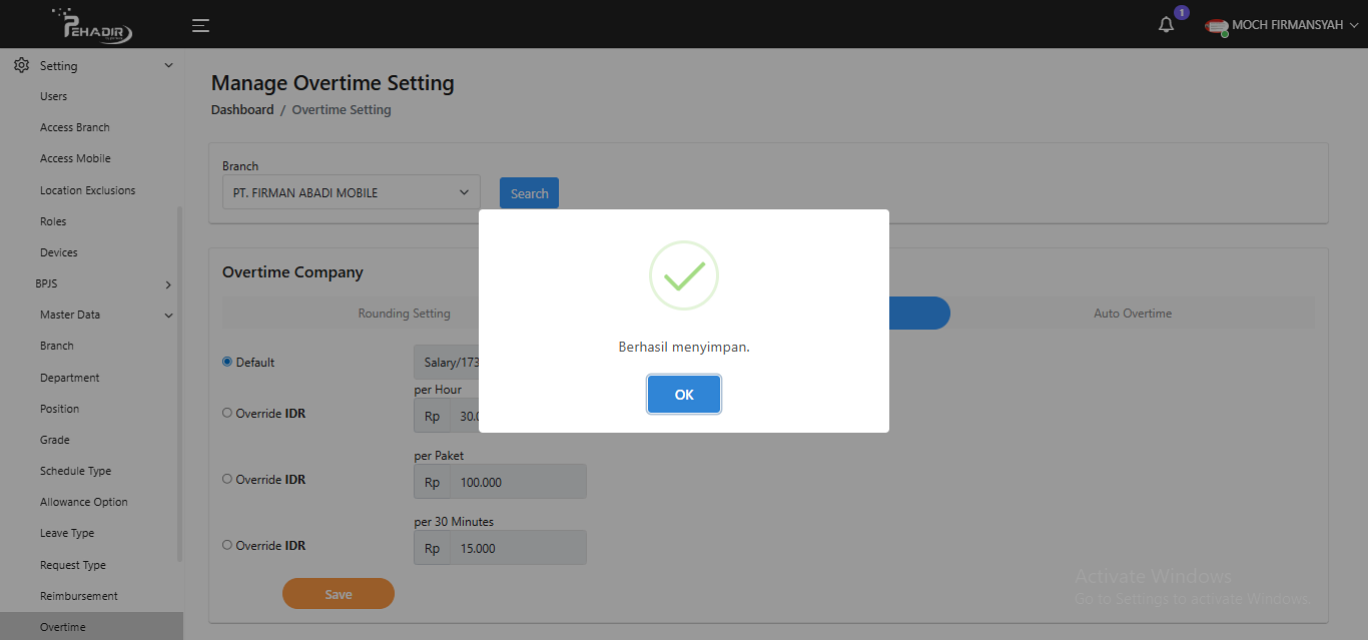 PEHADIR
1
MOCH FIRMANSYAH
Setting
Users
Access Branch
Access Mobile
Location Exclusions
Roles
Devices
BPJS
Master Data
Branch
Department
Position
Grade
Schedule Type
Allowance Option
Leave Type
Request Type
Reimbursement
Overtime
Manage Overtime Setting
Dashboard / Overtime Setting
Branch
PT. FIRMAN ABADI MOBILE
Search
Overtime Company
Rounding Setting
Auto Overtime
Default
Salary/173
per Hour
Override IDR
Rp 30.0
per Paket
Override IDR
Rp 100.000
per 30 Minutes
Override IDR
Rp 15.000
Save
Berhasil menyimpan.
OK
Activate Windows
Go to Settings to activate Windows.